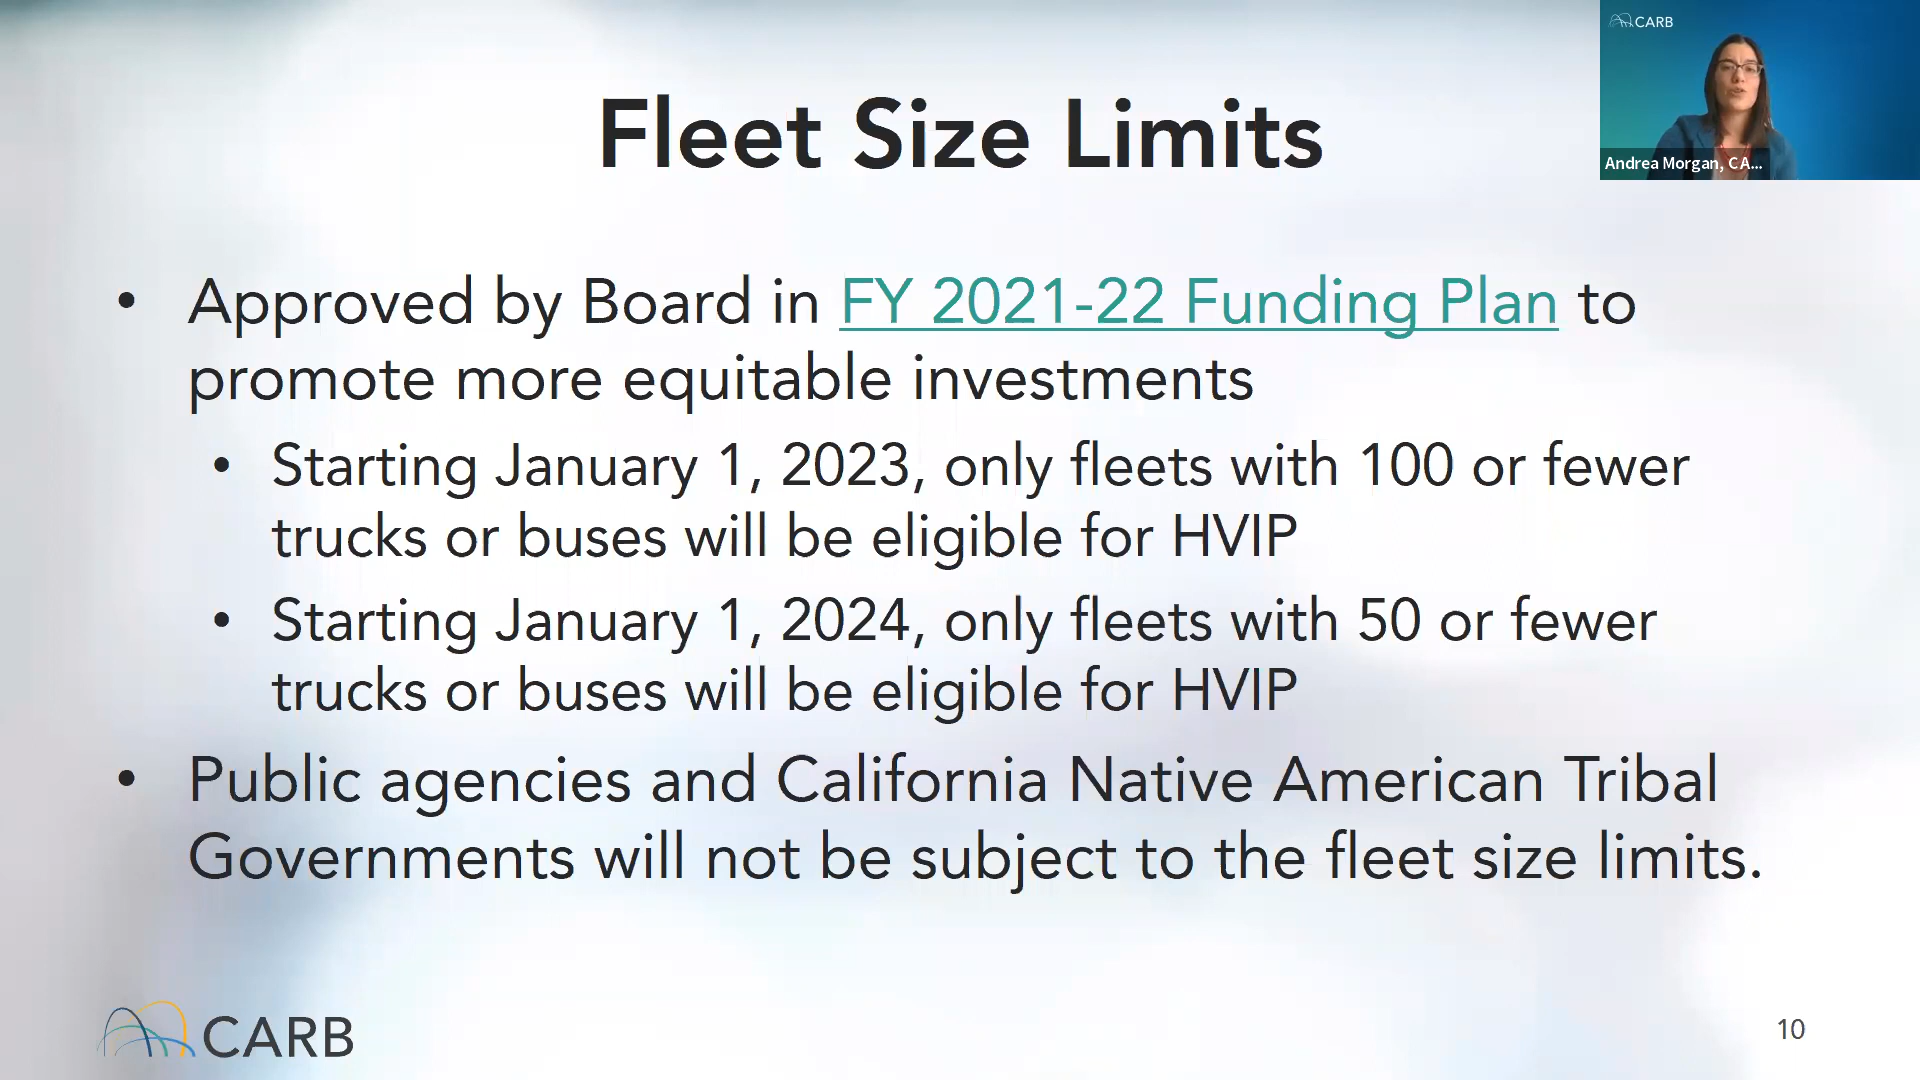 CARB
Andrea Morgan, CA...
Fleet Size Limits
• Approved by Board in FY 2021-22 Funding Plan to
promote more equitable investments
• Starting January 1, 2023, only fleets with 100 or fewer
trucks or buses will be eligible for HVIP
• Starting January 1, 2024, only fleets with 50 or fewer
trucks or buses will be eligible for HVIP
• Public agencies and California Native American Tribal
Governments will not be subject to the fleet size limits.
CARB
10